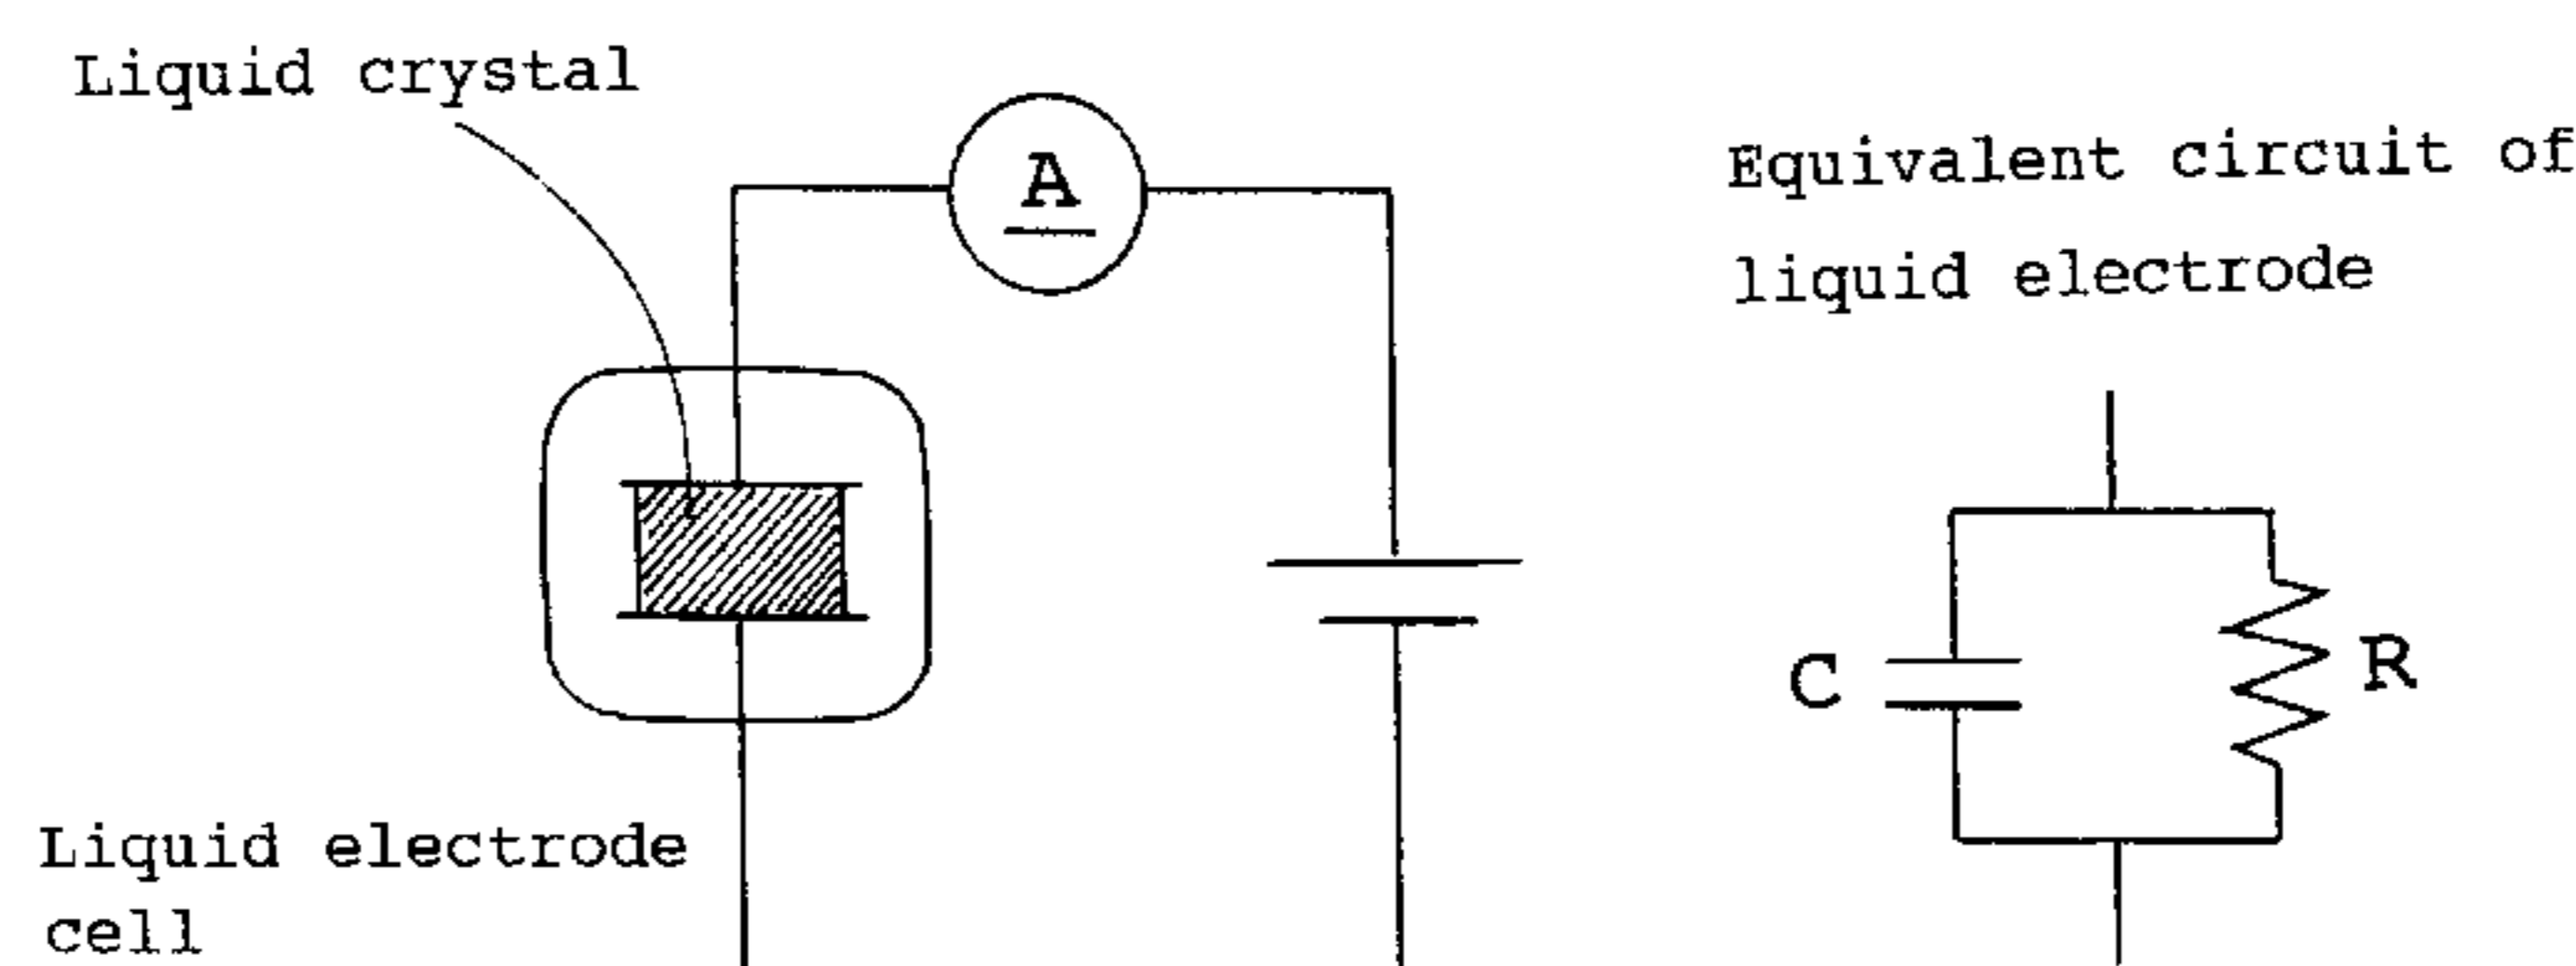 Liquid crystal
A
Equivalent circuit of
liquid electrode
C
R
Liquid electrode
cell